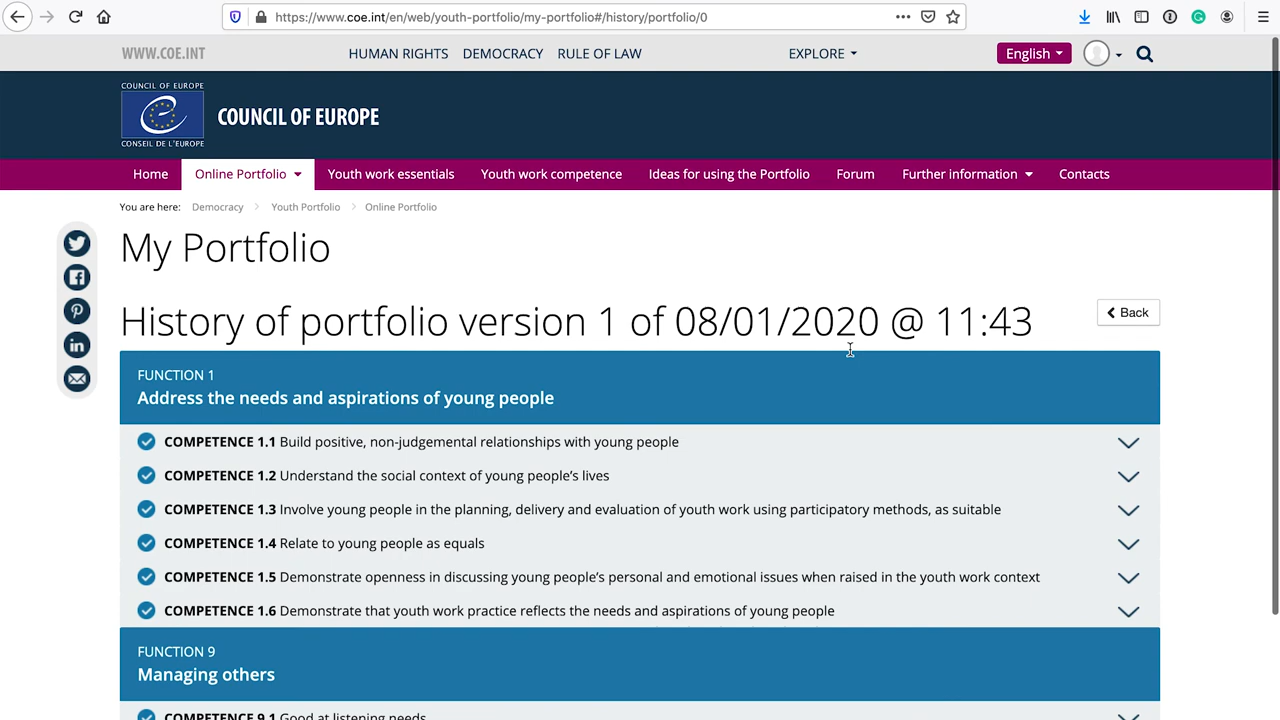 https://www.coe.int/en/web/youth-portfolio/my-portfolio#/history/portfolio/0
WWW.COE.INT
HUMAN RIGHTS
DEMOCRACY
RULE OF LAW
EXPLORE
English
COUNCIL OF EUROPE
CONSEIL DE L'EUROPE
COUNCIL OF EUROPE
Home
Online Portfolio
Youth work essentials
Youth work competence
Ideas for using the Portfolio
Forum
Further information
Contacts
You are here:
Democracy
Youth Portfolio
Online Portfolio
My Portfolio
History of portfolio version 1 of 08/01/2020 @ 11:43
Back
FUNCTION 1
Address the needs and aspirations of young people
COMPETENCE 1.1 Build positive, non-judgemental relationships with young people
COMPETENCE 1.2 Understand the social context of young people's lives
COMPETENCE 1.3 Involve young people in the planning, delivery and evaluation of youth work using participatory methods, as suitable
COMPETENCE 1.4 Relate to young people as equals
COMPETENCE 1.5 Demonstrate openness in discussing young people's personal and emotional issues when raised in the youth work context
COMPETENCE 1.6 Demonstrate that youth work practice reflects the needs and aspirations of young people
FUNCTION 9
Managing others
COMPETENCE 9.1 Good at listening needs